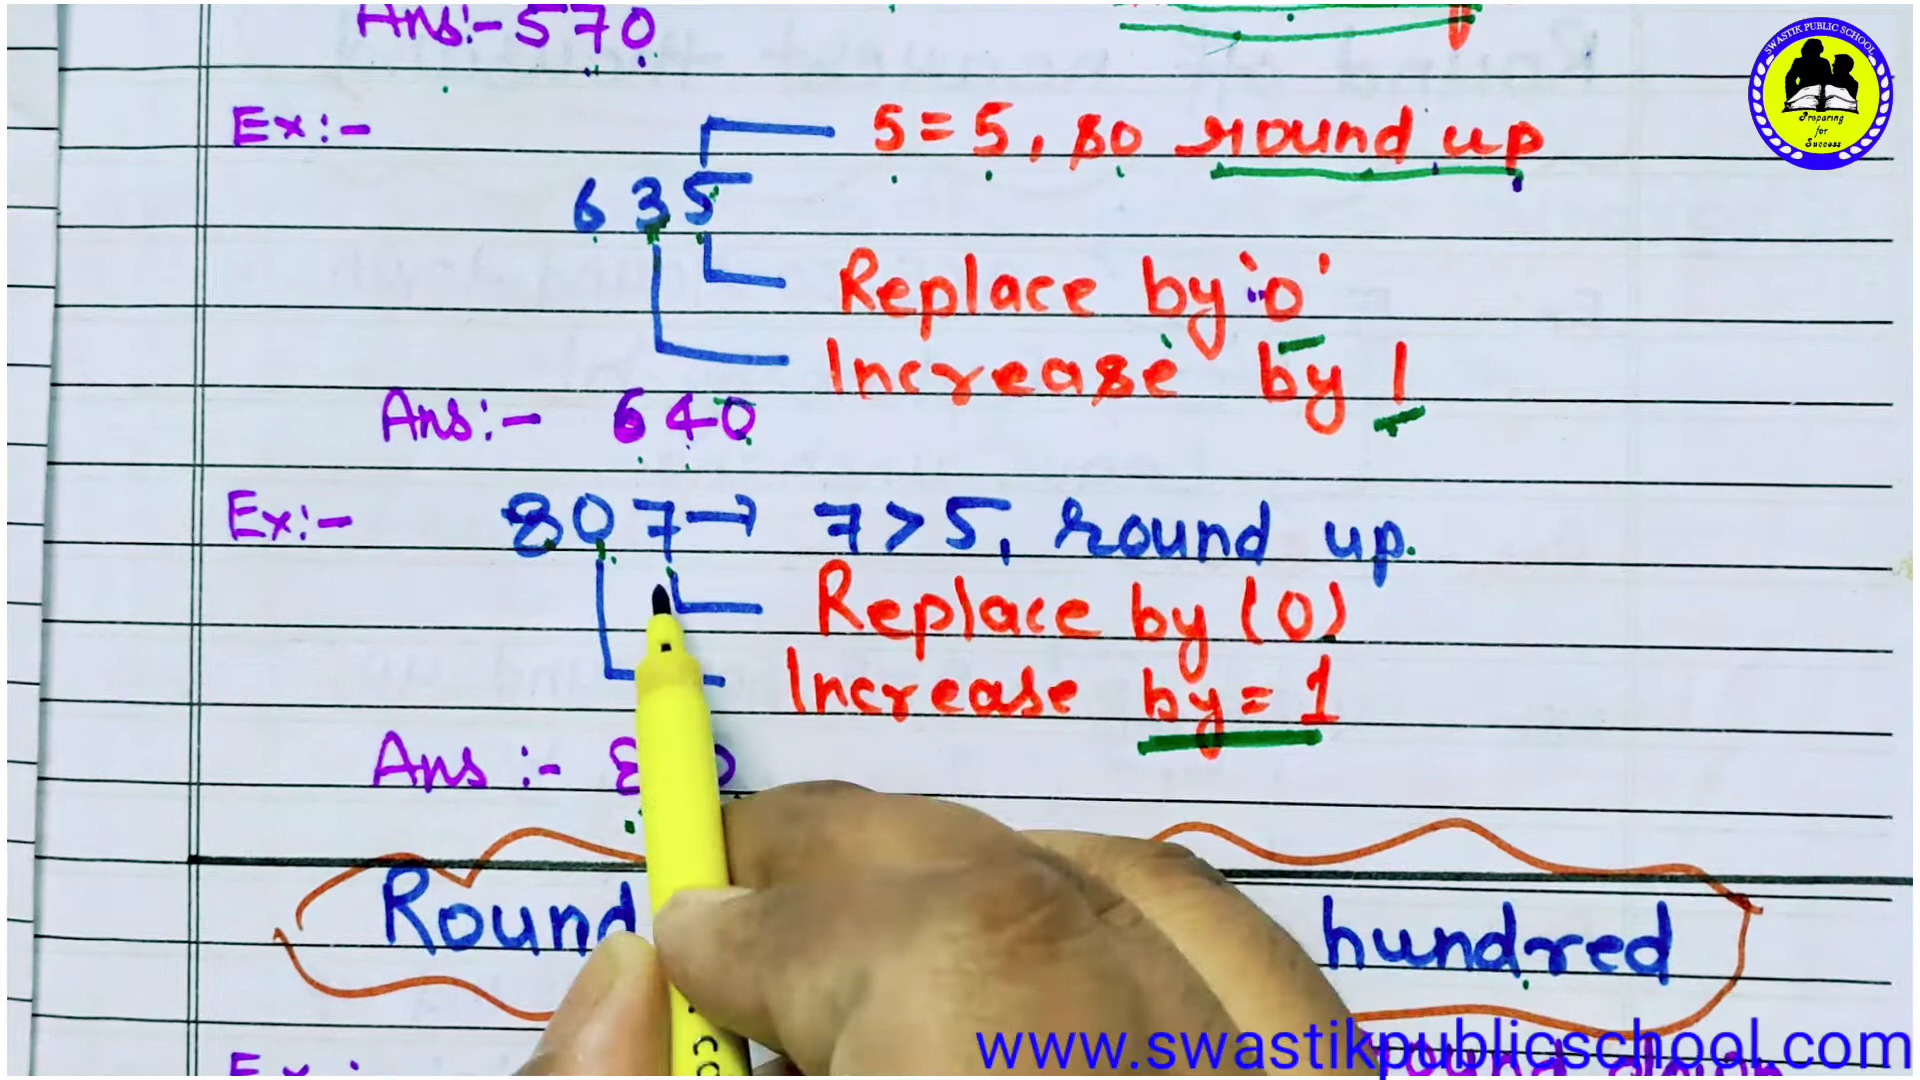 Ans:- 570
SWASTIK PUBLIC SCHOOL
Preparing
for
Success
Ex:-
5=5, so round up
635
Replace by '0'
Increase by 1
Ans:- 640
Ex:- 807→ 7>5, round up.
Replace by (0)
Increase by = 1
Ans :- 
Round hundred
www.swastikpublicschool.com
Ex:-